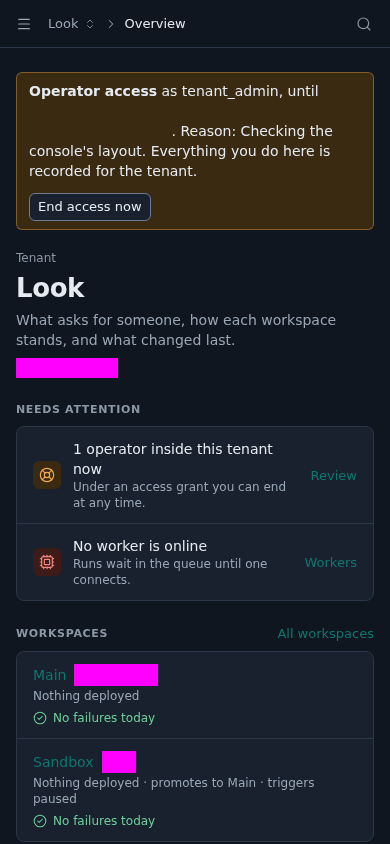 Look
Overview
Operator access as tenant_admin, until
. Reason: Checking the
console's layout. Everything you do here is
recorded for the tenant.
End access now
Tenant
Look
What asks for someone, how each workspace
stands, and what changed last.
NEEDS ATTENTION
1 operator inside this tenant
now
Under an access grant you can end
at any time.
Review
No worker is online
Runs wait in the queue until one
connects.
Workers
WORKSPACES
All workspaces
Main
Nothing deployed
No failures today
Sandbox
Nothing deployed · promotes to Main · triggers
paused
No failures today